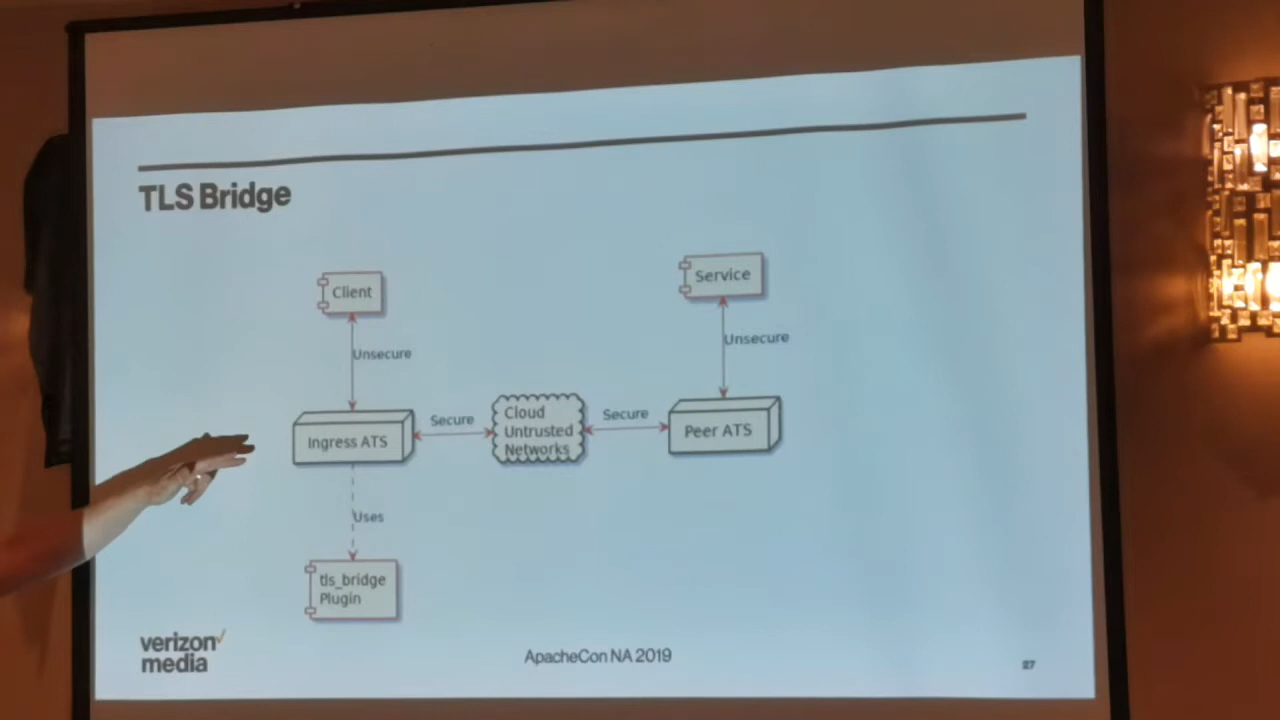 TLS Bridge
Client
Service
Unsecure
Unsecure
Ingress ATS
Secure
Cloud
Untrusted
Networks
Secure
Peer ATS
Uses
tls_bridge
Plugin
verizon✓
media
ApacheCon NA 2019
27